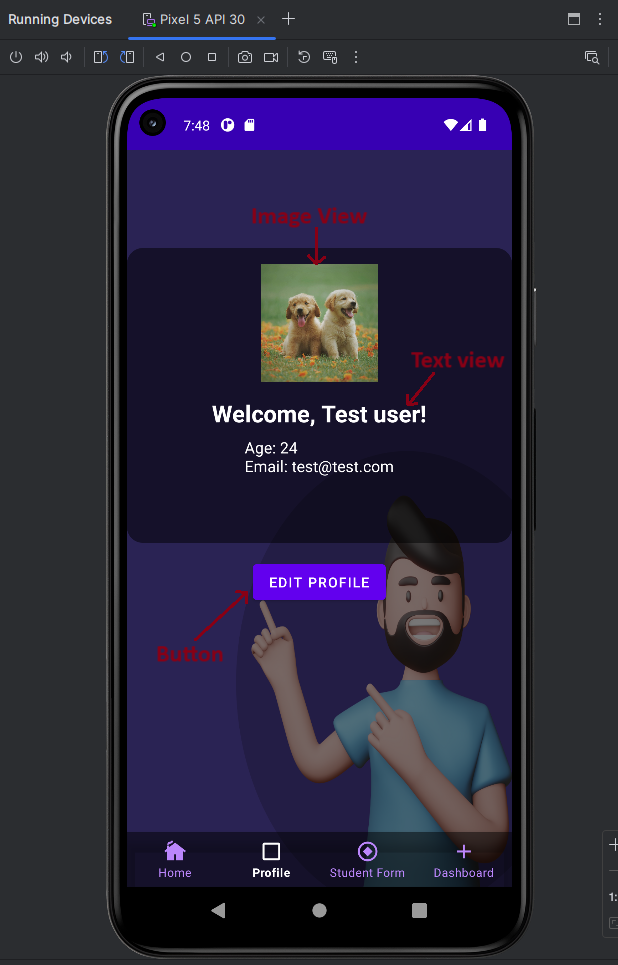 Running Devices
Pixel 5 API 30
7:48
Image View
Text view
Welcome, Test user!
Age: 24
Email: test@test.com
EDIT PROFILE
Button
Home
Profile
Student Form
Dashboard
1: